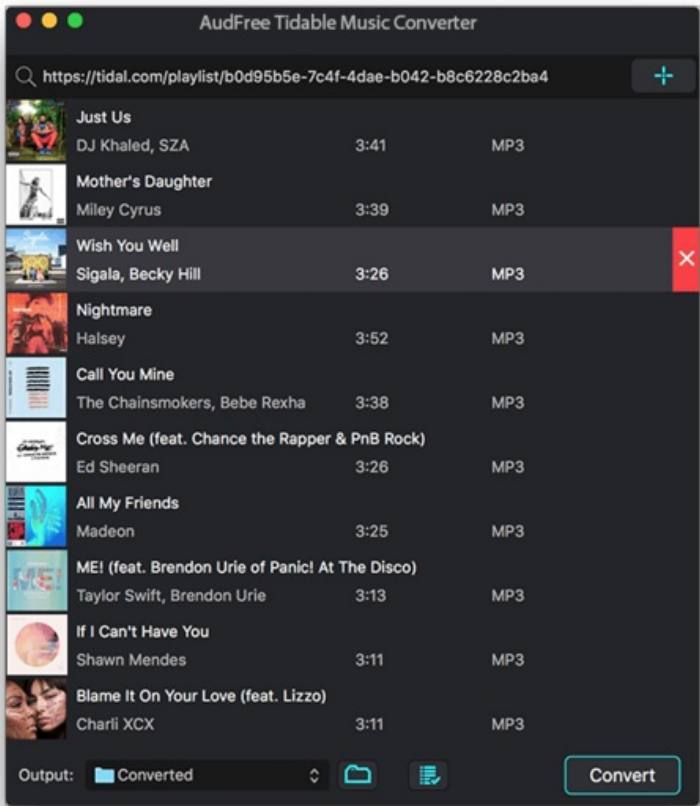 AudFree Tidable Music Converter
https://tidal.com/playlist/b0d95b5e-7c4f-4dae-b042-b8c6228c2ba4
Just Us
DJ Khaled, SZA 3:41 MP3
Mother's Daughter
Miley Cyrus 3:39 MP3
Wish You Well
Sigala, Becky Hill 3:26 MP3
Nightmare
Halsey 3:52 MP3
Call You Mine
The Chainsmokers, Bebe Rexha 3:38 MP3
Cross Me (feat. Chance the Rapper & PnB Rock)
Ed Sheeran 3:26 MP3
All My Friends
Madeon 3:25 MP3
ME! (feat. Brendon Urie of Panic! At The Disco)
Taylor Swift, Brendon Urie 3:13 MP3
If I Can't Have You
Shawn Mendes 3:11 MP3
Blame It On Your Love (feat. Lizzo)
Charli XCX 3:11 MP3
Output: Converted Convert